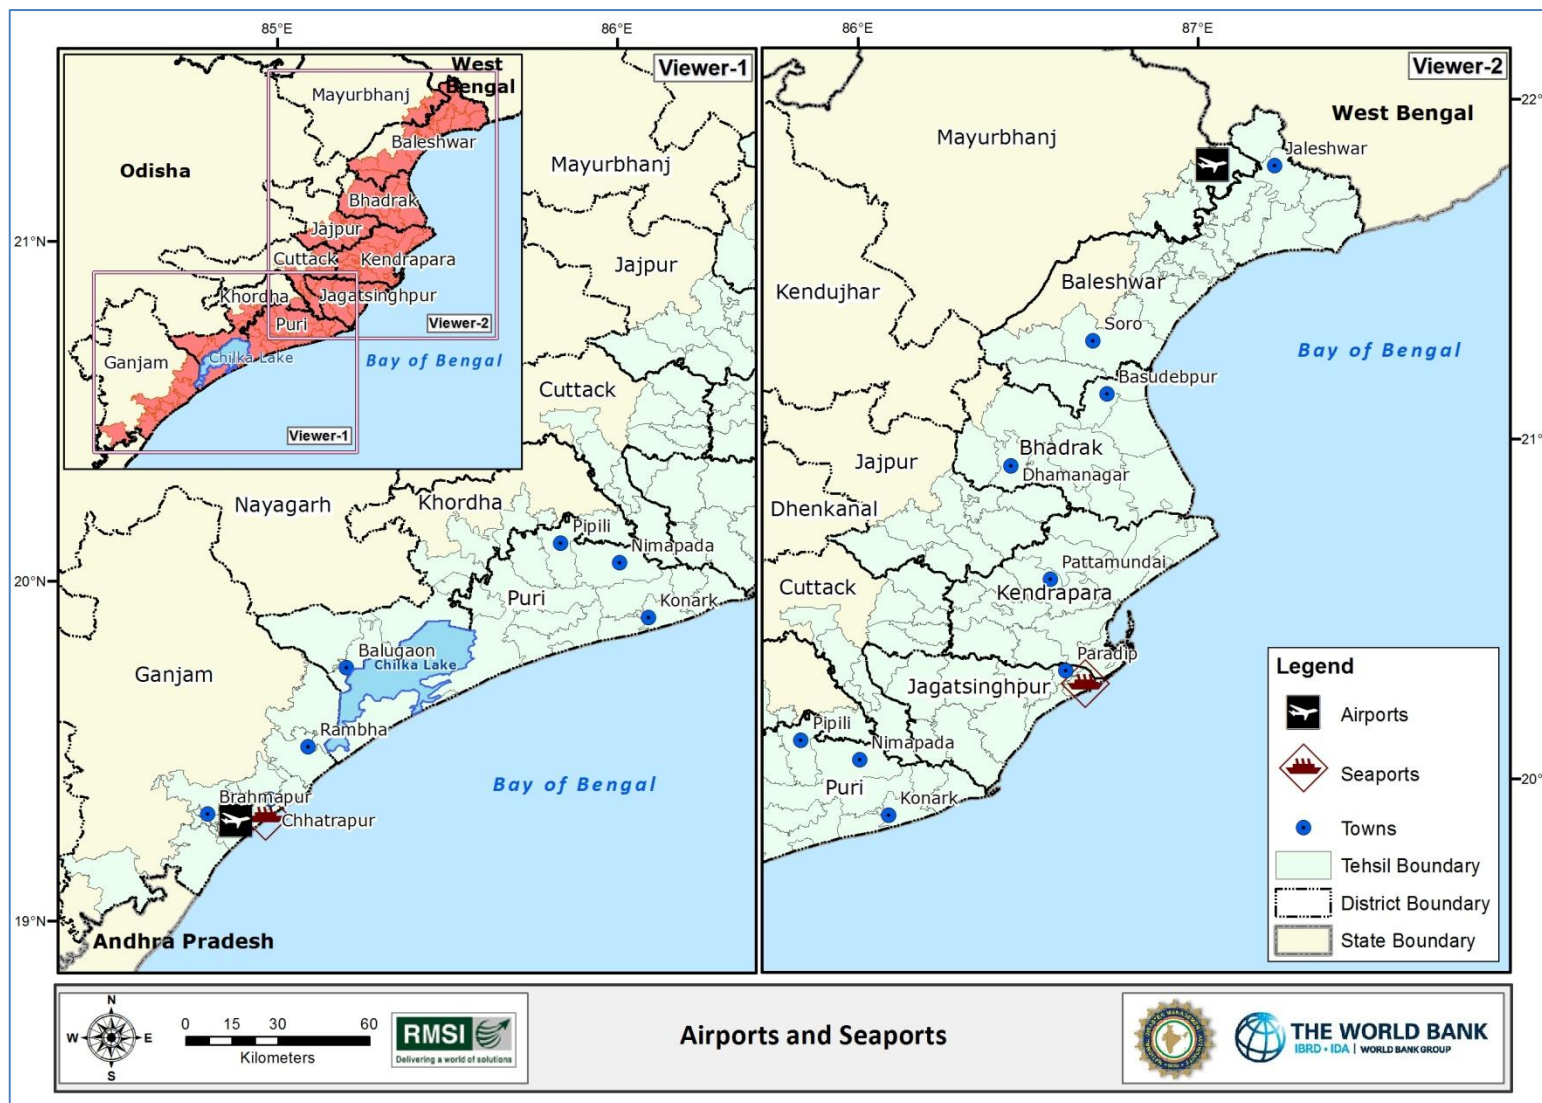 85°E
86°E
86°E
87°E
Viewer-1
West
Bengal
Mayurbhanj
Baleshwar
Odisha
Bhadrak
Jajpur
Cuttack
Kendrapara
Khordha
Jagatsinghpur
Puri
Viewer-2
Ganjam
Chilka Lake
Bay of Bengal
Viewer-1
21°N
20°N
19°N
Mayurbhanj
Jajpur
Cuttack
Nayagarh
Khordha
Pipili
Nimapada
Puri
Konark
Balugaon
Chilka Lake
Ganjam
Rambha
Bay of Bengal
Brahmapur
Chhatrapur
Andhra Pradesh
Viewer-2
22°
West Bengal
Mayurbhanj
Jaleshwar
Baleshwar
Kendujhar
Soro
Bay of Bengal
Basudebpur
21°
Bhadrak
Jajpur
Dhamanagar
Dhenkanal
Pattamundai
Cuttack
Kendrapara
Paradip
Jagatsinghpur
Pipili
Nimapada
20°
Puri
Konark
Legend
Airports
Seaports
Towns
Tehsil Boundary
District Boundary
State Boundary
N
W E
S
0 15 30 60
Kilometers
RMSI
Delivering a world of solutions
Airports and Seaports
THE WORLD BANK
IBRD • IDA | WORLD BANK GROUP